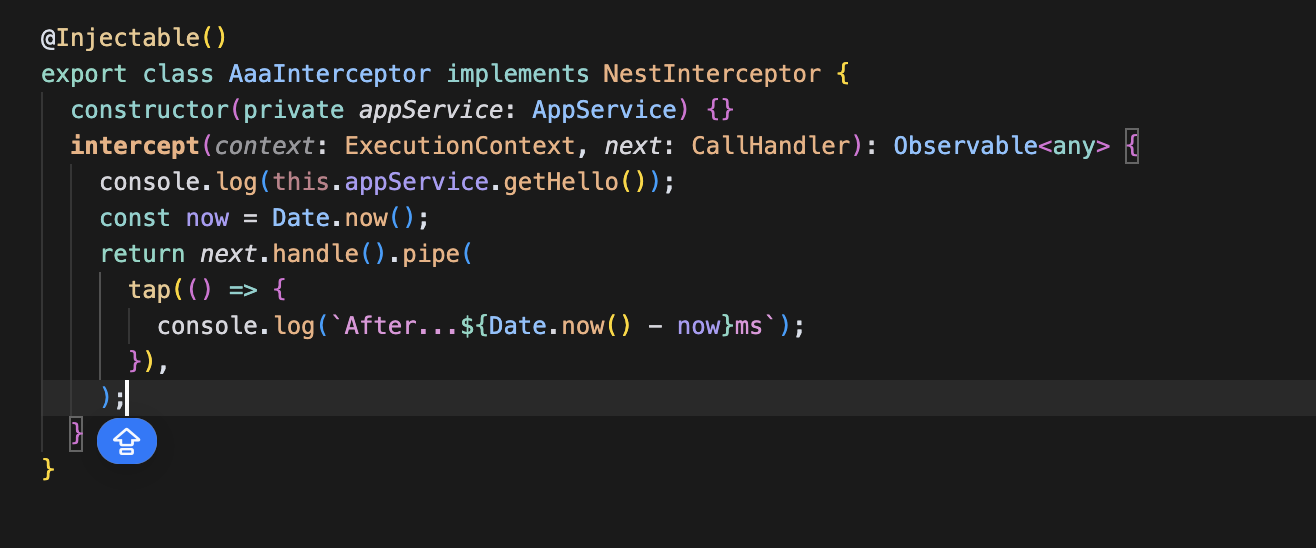 @Injectable()
export class AaaInterceptor implements NestInterceptor {
  constructor(private appService: AppService) {}
  intercept(context: ExecutionContext, next: CallHandler): Observable<any> {
    console.log(this.appService.getHello());
    const now = Date.now();
    return next.handle().pipe(
      tap(() => {
        console.log(`After...${Date.now() - now}ms`);
      }),
    );
  }
}